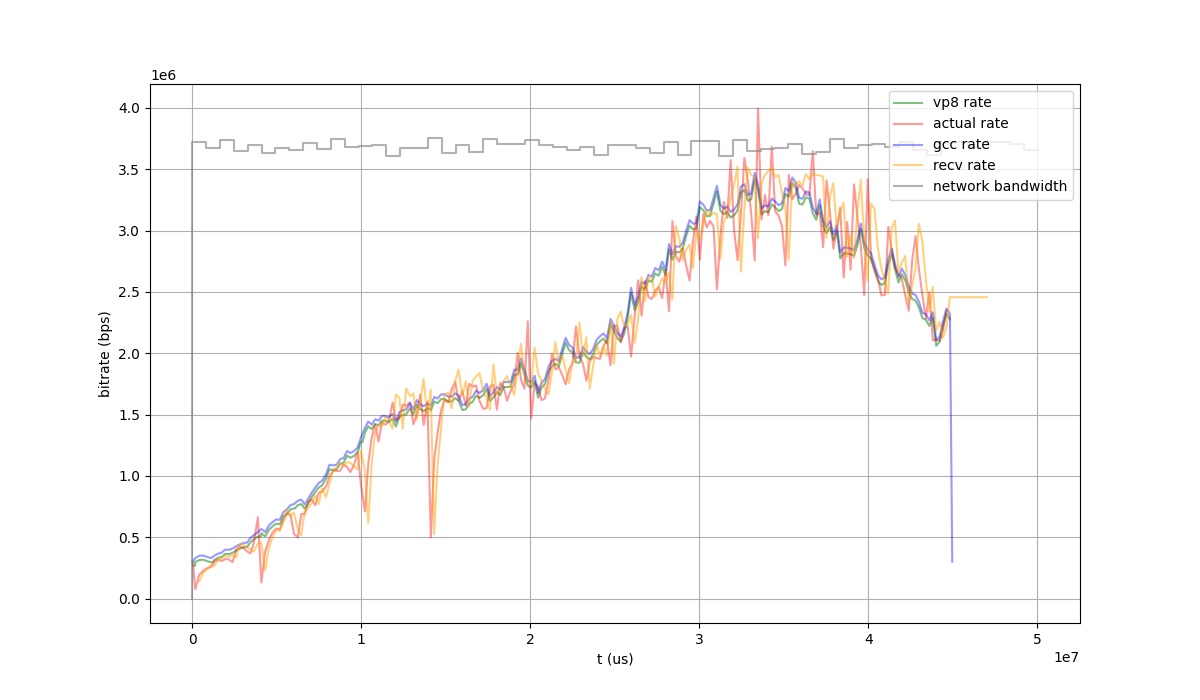 1e6
4.0
3.5
3.0
2.5
2.0
1.5
1.0
0.5
0.0
bitrate (bps)
vp8 rate
actual rate
gcc rate
recv rate
network bandwidth
0 1 2 3 4 5
t (us)
1e7